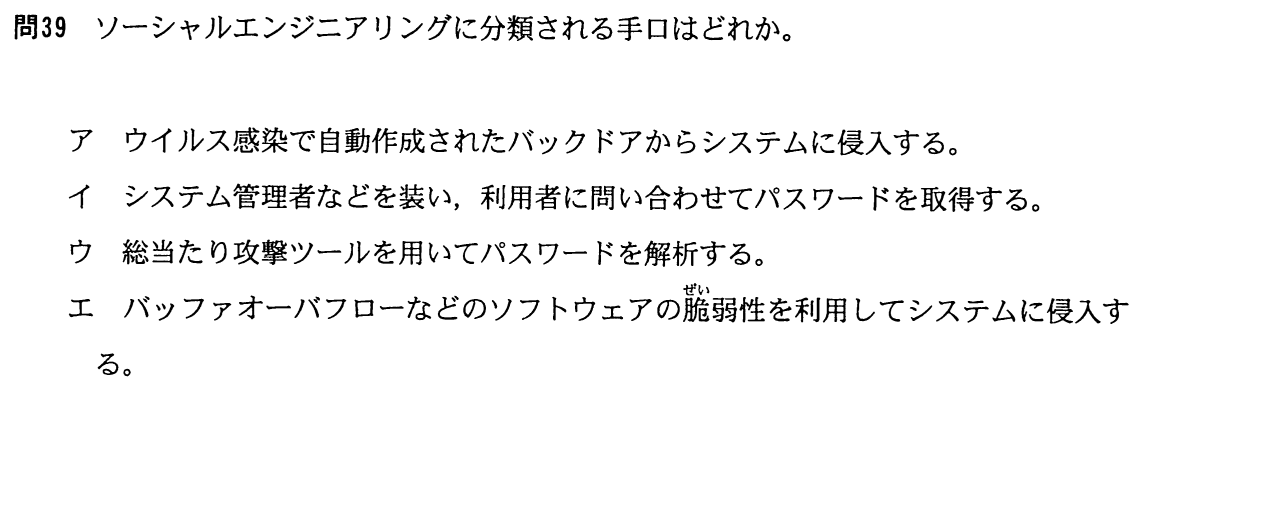 問39 ソーシャルエンジニアリングに分類される手口はどれか。
ア ウイルス感染で自動作成されたバックドアからシステムに侵入する。
イ システム管理者などを装い，利用者に問い合わせてパスワードを取得する。
ウ 総当たり攻撃ツールを用いてパスワードを解析する。
ぜい
エ バッファオーバフローなどのソフトウェアの脆弱性を利用してシステムに侵入す
る。